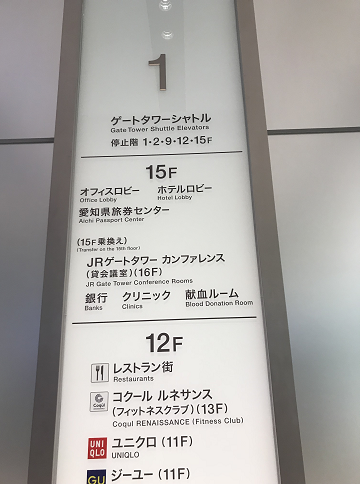 1
ゲートタワーシャトル
Gate Tower Shuttle Elevators
停止階 1・2・9・12・15F
15F
オフィスロビー ホテルロビー
Office Lobby Hotel Lobby
愛知県旅券センター
Aichi Passport Center
(15F乗換え)
(Transfer on the 15th floor)
JRゲートタワー カンファレンス
(貸会議室)(16F)
JR Gate Tower Conference Rooms
銀行 クリニック 献血ルーム
Banks Clinics Blood Donation Room
12F
レストラン街
Restaurants
Coqul
コクール ルネサンス
(フィットネスクラブ)(13F)
Coqul RENAISSANCE (Fitness Club)
UNIQLO ユニクロ (11F)
UNIQLO
GU ジーユー (11F)